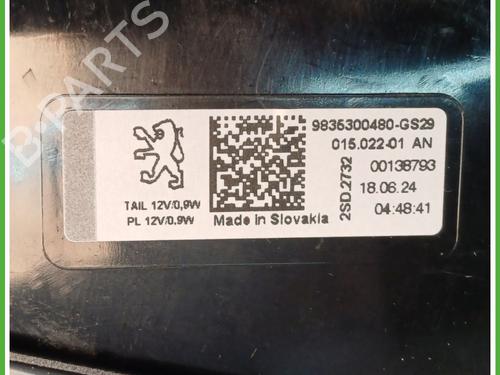 B-PARTS
9835300480-GS29
015.022-01 AN
00138793
18.06.24
04:48:41
2SD.2732
TAIL 12V/0,9W
PL 12V/0.9W
Made in Slovakia